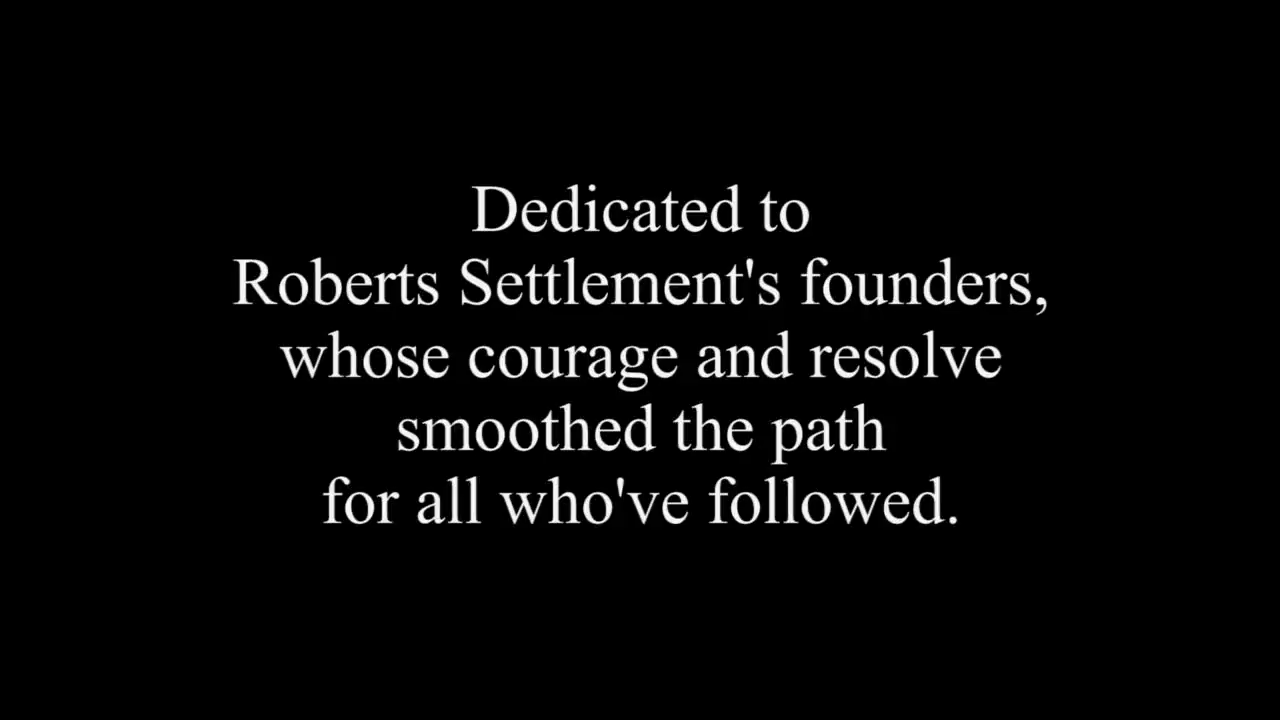 Dedicated to
Roberts Settlement's founders,
whose courage and resolve
smoothed the path
for all who've followed.